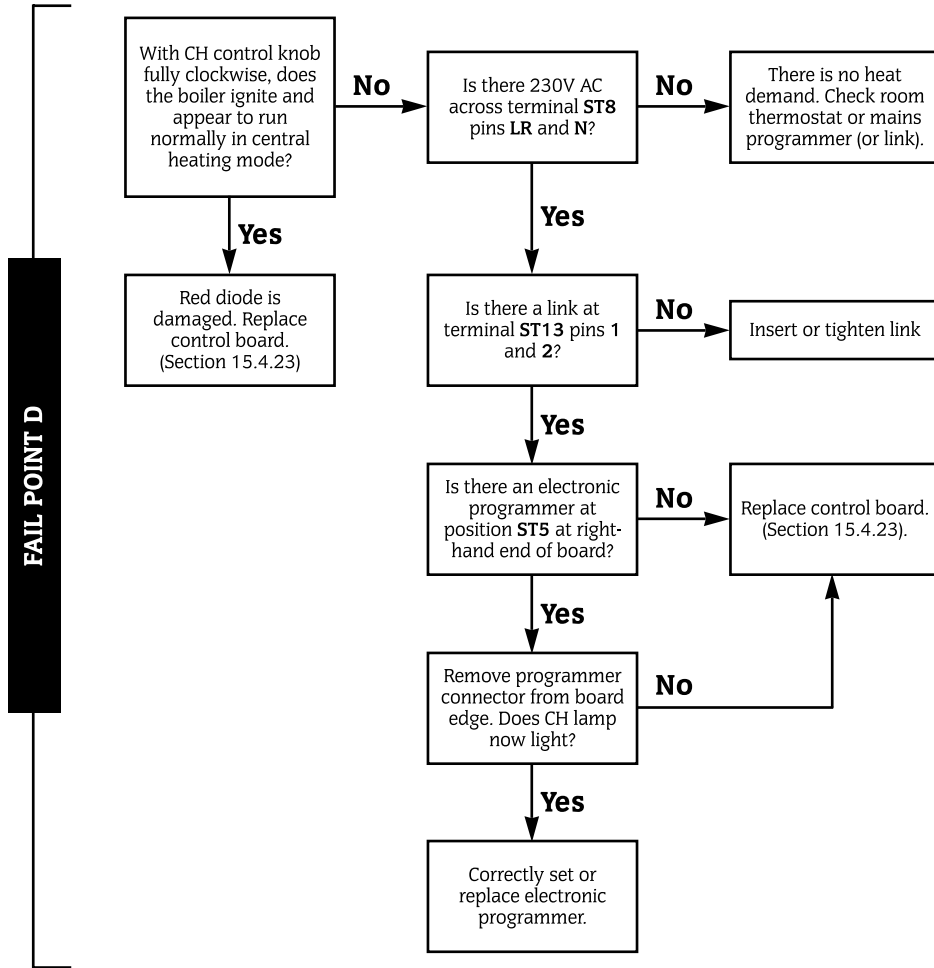 With CH control knob
fully clockwise, does
the boiler ignite and
appear to run
normally in central
heating mode?
No
Is there 230V AC
across terminal ST8
pins LR and N?
No
There is no heat
demand. Check room
thermostat or mains
programmer (or link).
Yes
Yes
Red diode is
damaged. Replace
control board.
(Section 15.4.23)
Is there a link at
terminal ST13 pins 1
and 2?
No
Insert or tighten link
FAIL POINT D
Yes
Is there an electronic
programmer at
position ST5 at right-
hand end of board?
No
Replace control board.
(Section 15.4.23).
Yes
Remove programmer
connector from board
edge. Does CH lamp
now light?
No
Yes
Correctly set or
replace electronic
programmer.